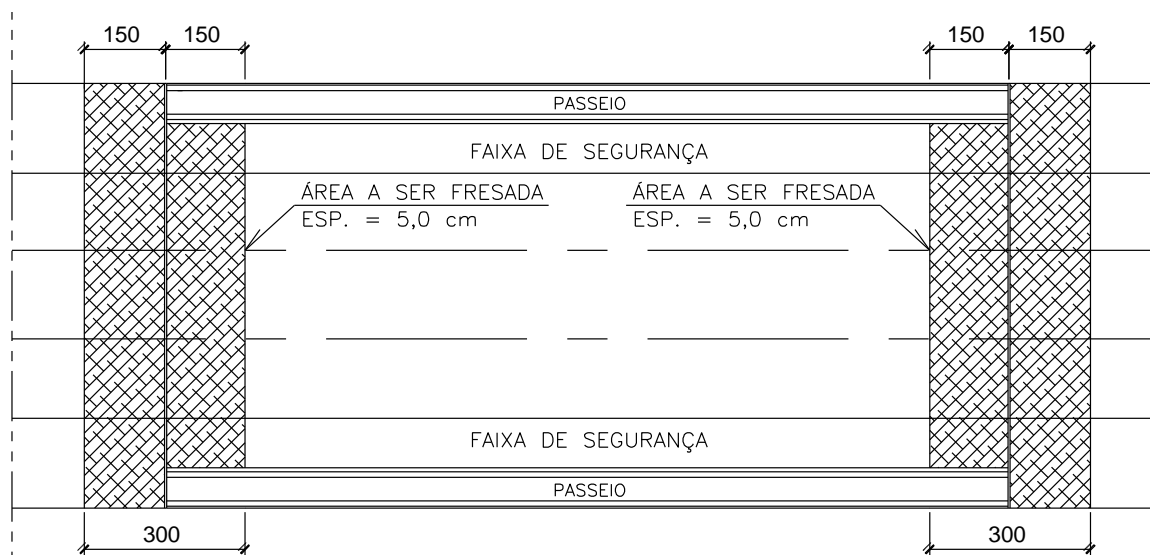 150 150 150 150
PASSEIO
FAIXA DE SEGURANÇA
ÁREA A SER FRESADA
ESP. = 5,0 cm
ÁREA A SER FRESADA
ESP. = 5,0 cm
FAIXA DE SEGURANÇA
PASSEIO
300 300